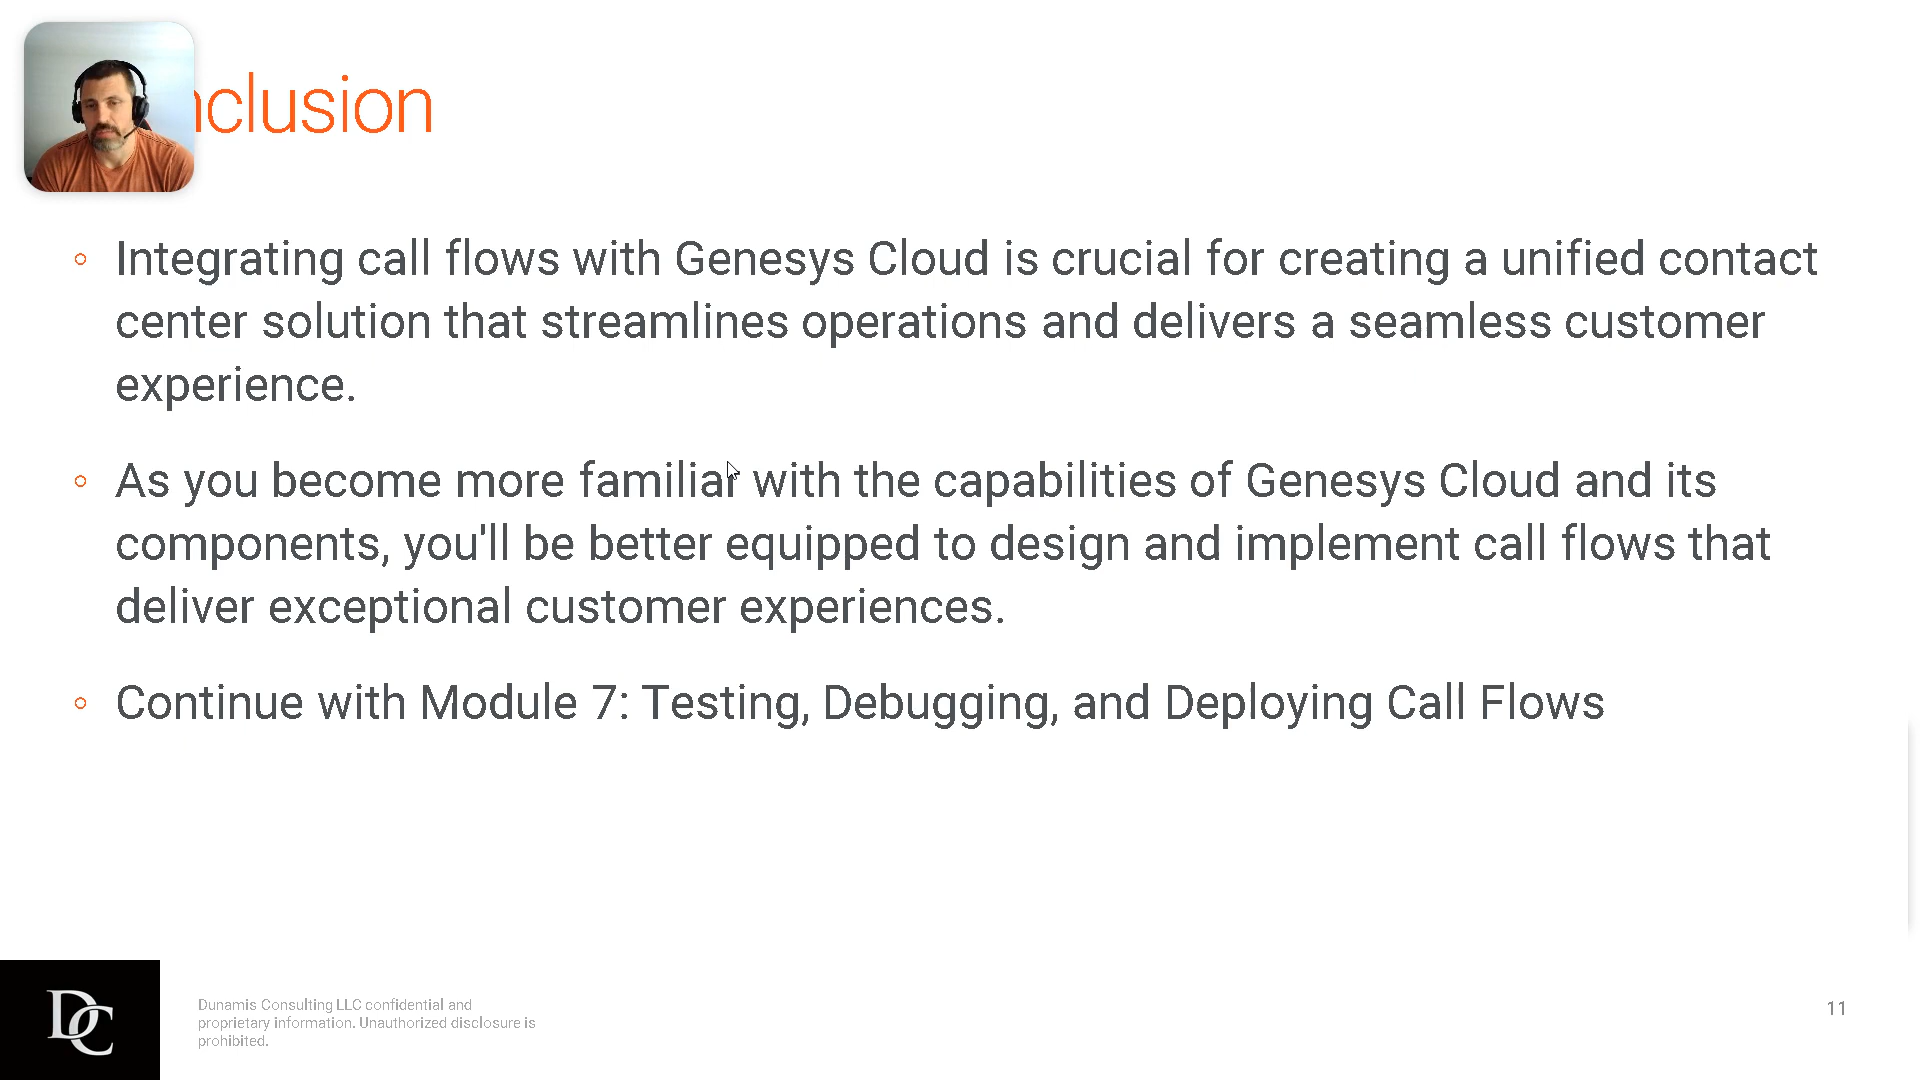 nclusion
Integrating call flows with Genesys Cloud is crucial for creating a unified contact
center solution that streamlines operations and delivers a seamless customer
experience.
As you become more familiar with the capabilities of Genesys Cloud and its
components, you'll be better equipped to design and implement call flows that
deliver exceptional customer experiences.
Continue with Module 7: Testing, Debugging, and Deploying Call Flows
DC
Dunamis Consulting LLC confidential and
proprietary information. Unauthorized disclosure is
prohibited.
11